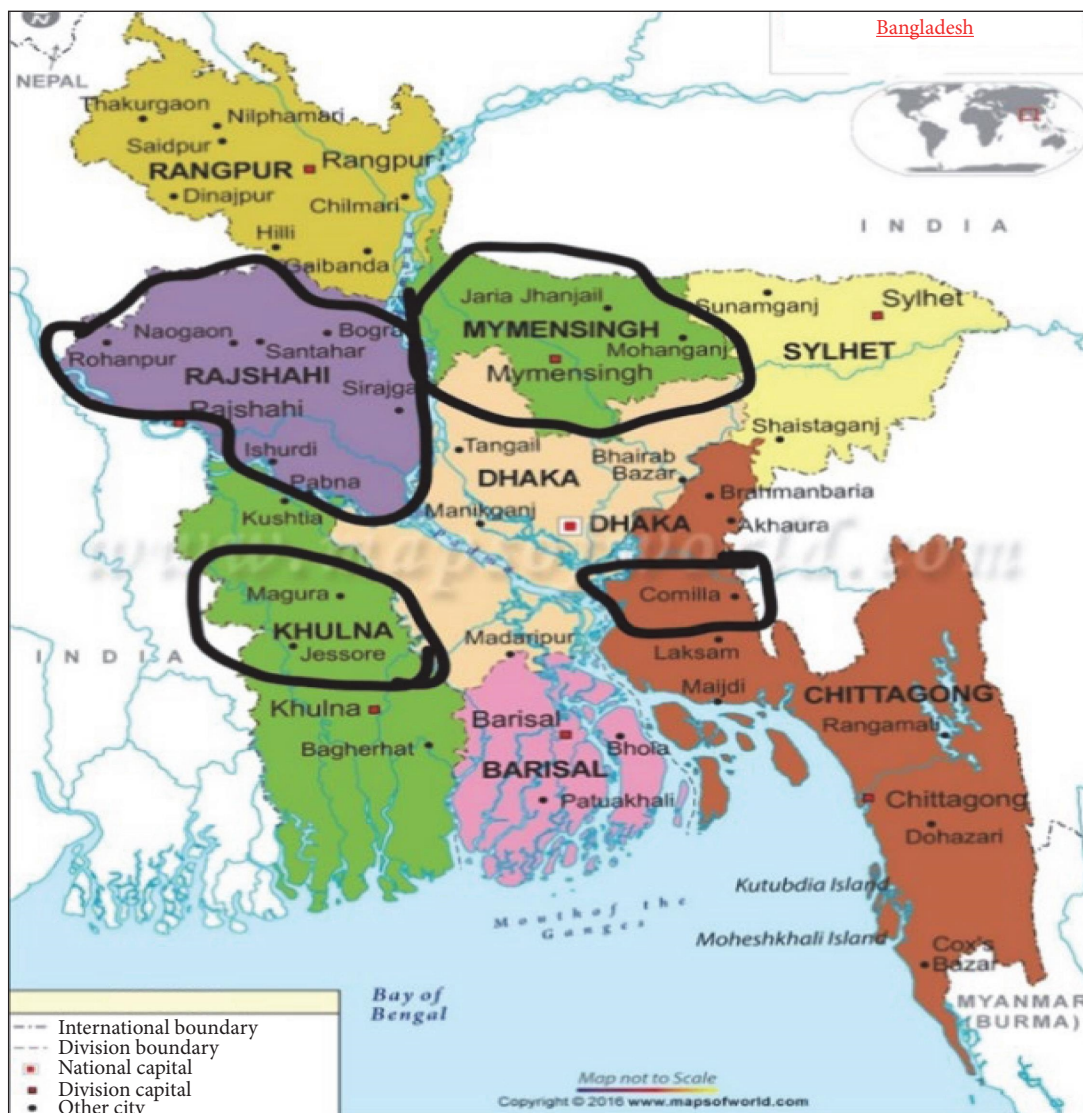 Bangladesh
N
NEPAL
Thakurgaon
Nilphamari
Saidpur
RANGPUR
Rangpur
Dinajpur
Chilmari
INDIA
Hilli
Gaibanda
Jaria Jhanjail
Sunamganj
Sylhet
Naogaon
Bogra
MYMENSINGH
Mohanganj
Rohanpur
Santahar
SYLHET
RAJSHAHI
Mymensingh
Sirajga
Rajshahi
Shaistaganj
Ishurdi
Tangail
Bhairab
Bazar
Pabna
DHAKA
Brahmanbaria
Kushtia
Manikganj
DHAKA
Akhaura
www.mapsofworld.com
Magura
Comilla
KHULNA
Madaripur
INDIA
Jessore
Laksam
Maijdi
CHITTAGONG
Khulna
Barisal
Rangamati
Bagherhat
Bhola
BARISAL
Patuakhali
Chittagong
Dohazari
Kutubdia Island
Mouth of the
Ganges
Moheshkhali Island
Cox's
Bazar
Bay of
Bengal
MYANMAR
(BURMA)
International boundary
Division boundary
National capital
Division capital
Other city
Map not to Scale
Copyright © 2016 www.mapsofworld.com